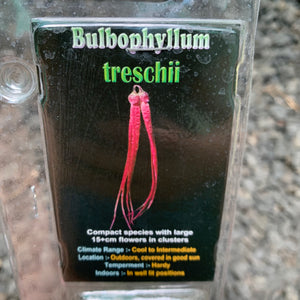 Bulbophyllum
treschii
Compact species with large
15+cm flowers in clusters
Climate Range :- Cool to Intermediate
Location :- Outdoors, covered in good sun
Temperment :- Hardy
Indoors :- In well lit positions